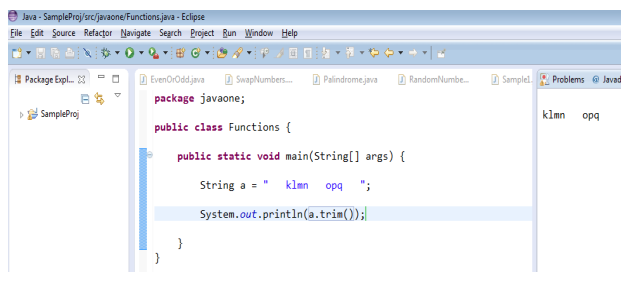 Java - SampleProj/src/javaone/Functions.java - Eclipse
File Edit Source Refactor Navigate Search Project Run Window Help
Package Expl...
EvenOrOdd.java SwapNumbers.... Palindrome.java RandomNumbe... SampleI
Problems @ Javad
SampleProj
package javaone;
public class Functions {
public static void main(String[] args) {
String a = "   klmn   opq   ";
System.out.println(a.trim());
}
}
klmn   opq